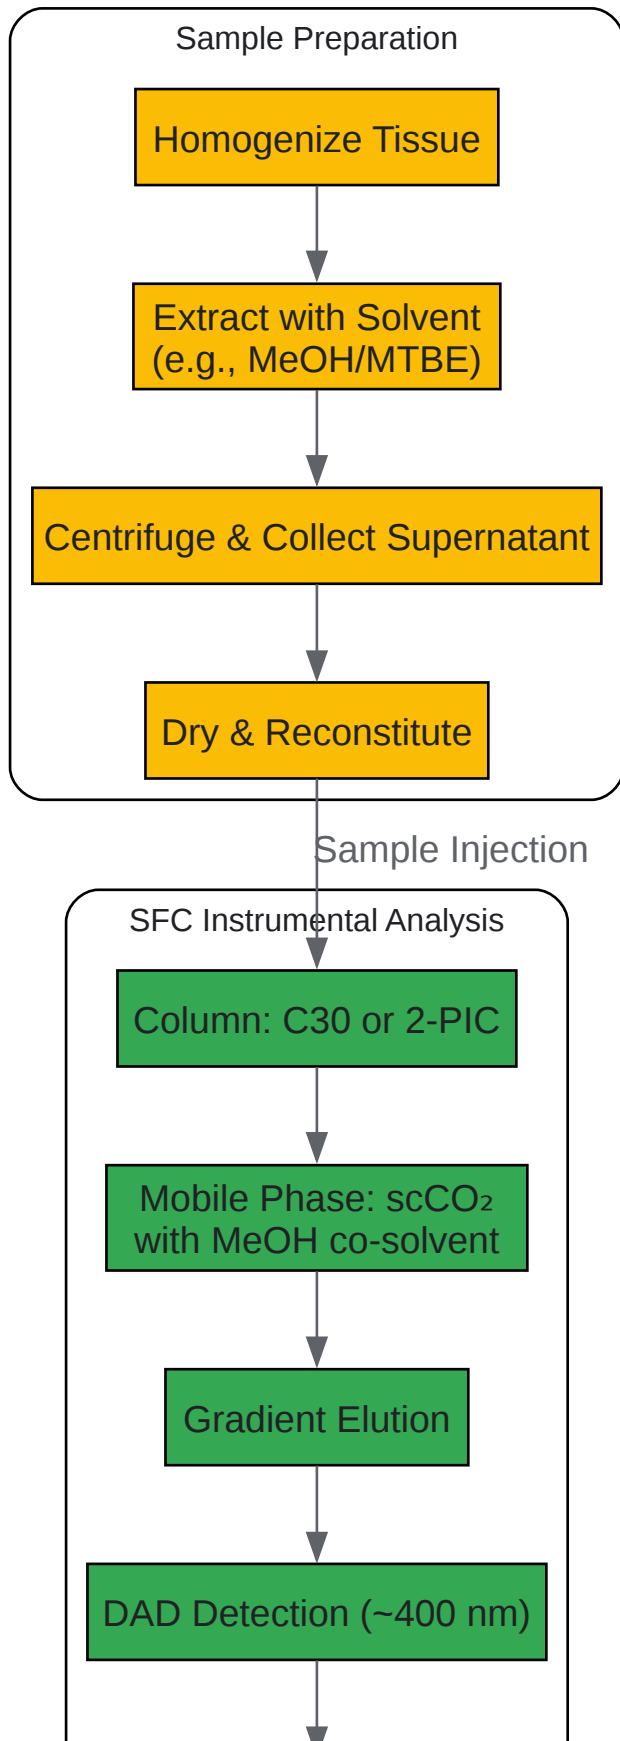 Sample Preparation
Homogenize Tissue
Extract with Solvent
(e.g., MeOH/MTBE)
Centrifuge & Collect Supernatant
Dry & Reconstitute
Sample Injection
SFC Instrumental Analysis
Column: C30 or 2-PIC
Mobile Phase: scCO₂
with MeOH co-solvent
Gradient Elution
DAD Detection (~400 nm)